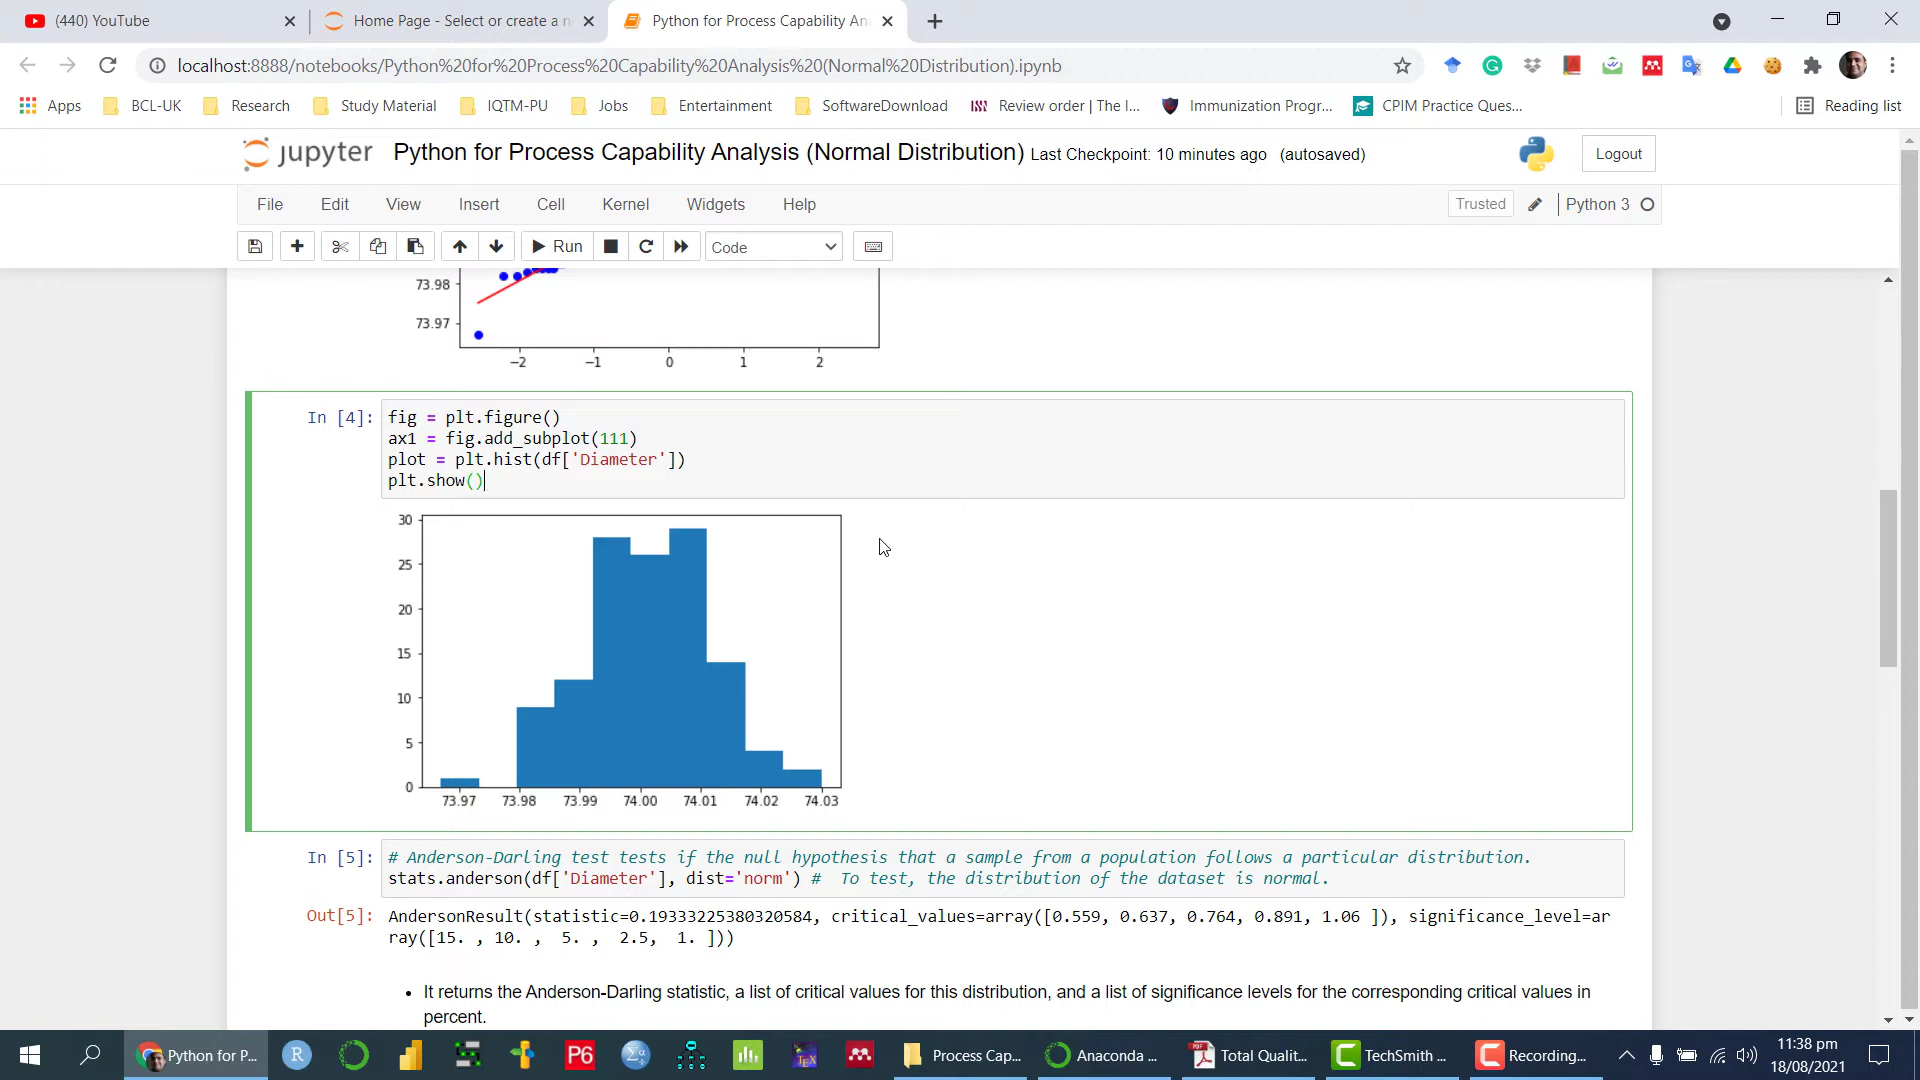 (440) YouTube
Home Page - Select or create a n
Python for Process Capability An
localhost:8888/notebooks/Python%20for%20Process%20Capability%20Analysis%20(Normal%20Distribution).ipynb
Apps
BCL-UK
Research
Study Material
IQTM-PU
Jobs
Entertainment
SoftwareDownload
Review order | The I...
Immunization Progr...
CPIM Practice Ques...
Reading list
jupyter
Python for Process Capability Analysis (Normal Distribution)
Last Checkpoint: 10 minutes ago (autosaved)
Logout
File
Edit
View
Insert
Cell
Kernel
Widgets
Help
Trusted
Python 3
Run
Code
73.98
73.97
−2 −1 0 1 2
In [4]:
fig = plt.figure()
ax1 = fig.add_subplot(111)
plot = plt.hist(df['Diameter'])
plt.show()
30
25
20
15
10
5
0
73.97 73.98 73.99 74.00 74.01 74.02 74.03
In [5]:
# Anderson-Darling test tests if the null hypothesis that a sample from a population follows a particular distribution.
stats.anderson(df['Diameter'], dist='norm') #  To test, the distribution of the dataset is normal.
Out[5]:
AndersonResult(statistic=0.19333225380320584, critical_values=array([0.559, 0.637, 0.764, 0.891, 1.06 ]), significance_level=ar
ray([15. , 10. ,  5. ,  2.5,  1. ]))
• It returns the Anderson-Darling statistic, a list of critical values for this distribution, and a list of significance levels for the corresponding critical values in
percent.
Python for P...
R
P6
TEX
Process Cap...
Anaconda ...
Total Qualit...
TechSmith ...
Recording...
11:38 pm
18/08/2021